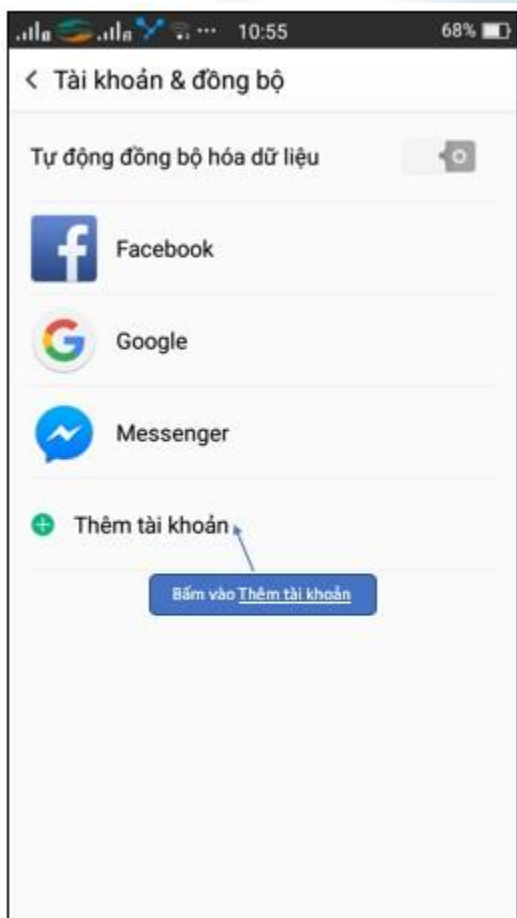 10:55 68%
Tài khoản & đồng bộ
Tự động đồng bộ hóa dữ liệu
Facebook
Google
Messenger
Thêm tài khoản
Bấm vào Thêm tài khoản